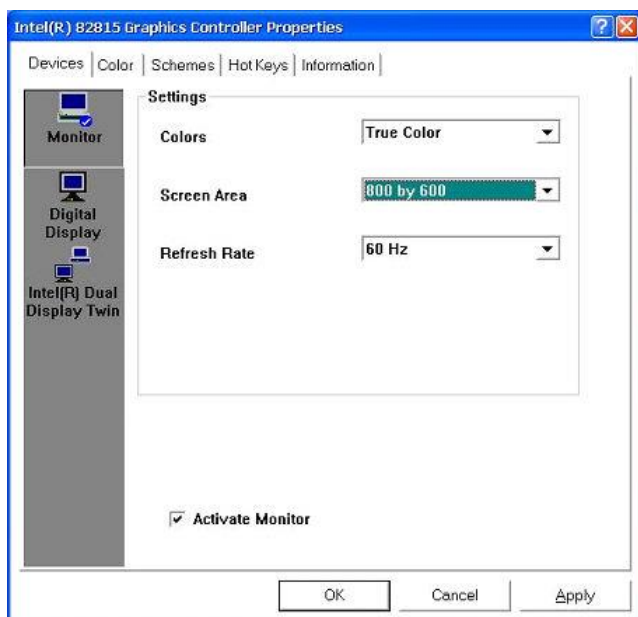 Intel(R) 82815 Graphics Controller Properties
Devices Color Schemes Hot Keys Information
Monitor
Digital
Display
Intel(R) Dual
Display Twin
Settings
Colors True Color
Screen Area 800 by 600
Refresh Rate 60 Hz
Activate Monitor
OK Cancel Apply